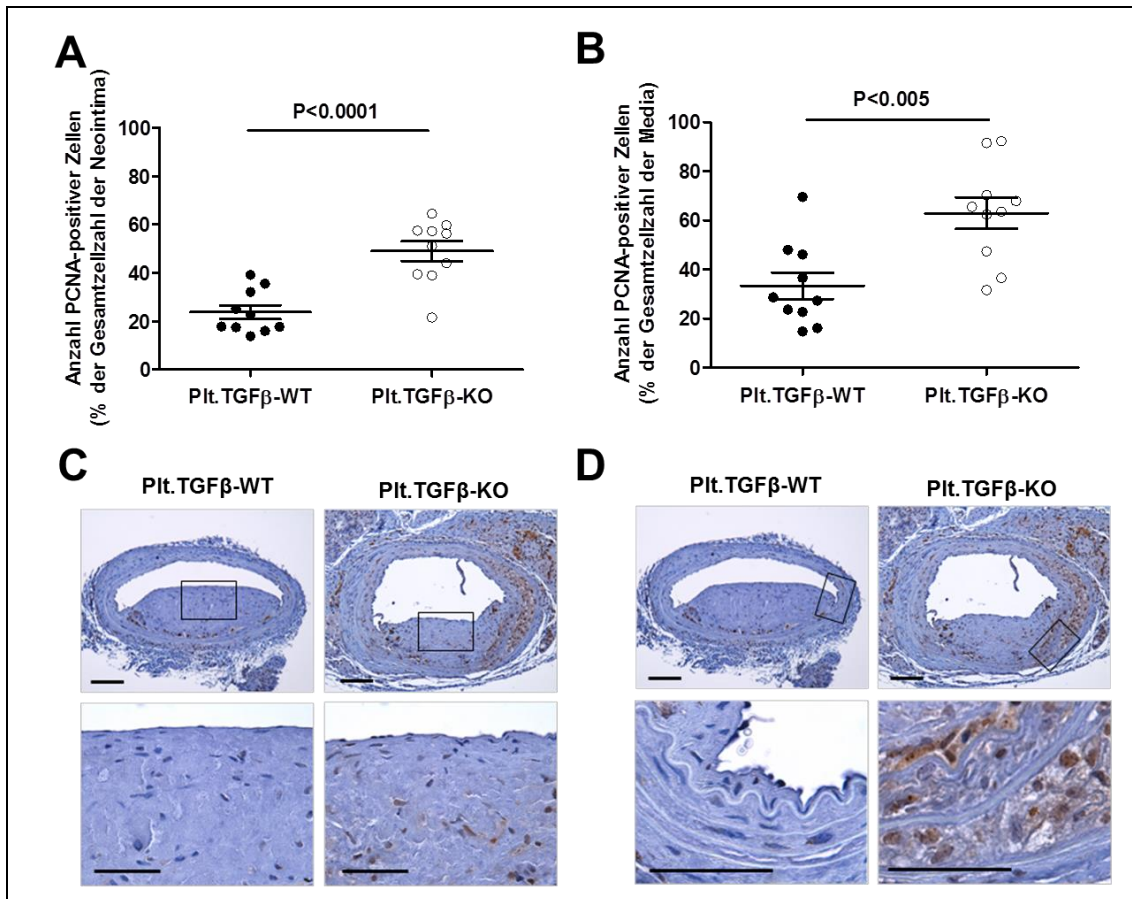 A
Anzahl PCNA-positiver Zellen
(% der Gesamtzellzahl der Neointima)
P<0.0001
100
80
60
40
20
0
Plt.TGFβ-WT
Plt.TGFβ-KO
B
Anzahl PCNA-positiver Zellen
(% der Gesamtzellzahl der Media)
P<0.005
100
80
60
40
20
0
Plt.TGFβ-WT
Plt.TGFβ-KO
C
Plt.TGFβ-WT
Plt.TGFβ-KO
D
Plt.TGFβ-WT
Plt.TGFβ-KO